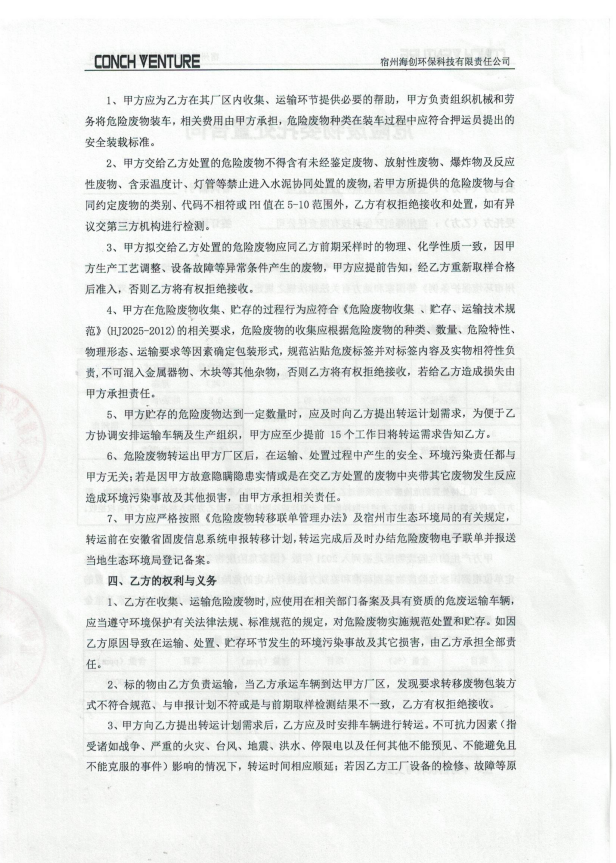 CONCH VENTURE
宿州海创环保科技有限责任公司
1、甲方应为乙方在其厂区内收集、运输环节提供必要的帮助，甲方负责组织机械和劳
务将危险废物装车，相关费用由甲方承担，危险废物种类在装车过程中应符合押运员提出的
安全装载标准。
2、甲方交给乙方处置的危险废物不得含有未经鉴定废物、放射性废物、爆炸物及反应
性废物、含汞温度计、灯管等禁止进入水泥协同处置的废物,若甲方所提供的危险废物与合
同约定废物的类别、代码不相符或PH值在5-10范围外，乙方有权拒绝接收和处置，如有异
议交第三方机构进行检测。
3、甲方拟交给乙方处置的危险废物应同乙方前期采样时的物理、化学性质一致，因甲
方生产工艺调整、设备故障等异常条件产生的废物，甲方应提前告知，经乙方重新取样合格
后准入，否则乙方将有权拒绝接收。
4、甲方在危险废物收集、贮存的过程行为应符合《危险废物收集 、贮存、运输技术规
范》(HJ2025-2012)的相关要求，危险废物的收集应根据危险废物的种类、数量、危险特性、
物理形态、运输要求等因素确定包装形式，规范沾贴危废标签并对标签内容及实物相符性负
责,不可混入金属器物、木块等其他杂物，否则乙方将有权拒绝接收，若给乙方造成损失由
甲方承担责任。
5、甲方贮存的危险废物达到一定数量时，应及时向乙方提出转运计划需求，为便于乙
方协调安排运输车辆及生产组织，甲方应至少提前 15个工作日将转运需求告知乙方。
6、危险废物转运出甲方厂区后，在运输、处置过程中产生的安全、环境污染责任都与
甲方无关;若是因甲方故意隐瞒隐患实情或是在交乙方处置的废物中夹带其它废物发生反应
造成环境污染事故及其他损害，由甲方承担相关责任。
7、甲方应严格按照《危险废物转移联单管理办法》及宿州市生态环境局的有关规定，
转运前在安徽省固废信息系统申报转移计划,转运完成后及时办结危险废物电子联单并报送
当地生态环境局登记备案。
四、乙方的权利与义务
1、乙方在收集、运输危险废物时,应使用在相关部门备案及具有资质的危废运输车辆，
应当遵守环境保护有关法律法规、标准规范的规定，对危险废物实施规范处置和贮存。如因
乙方原因导致在运输、处置、贮存环节发生的环境污染事故及其它损害，由乙方承担全部责
任。
2、标的物由乙方负责运输，当乙方承运车辆到达甲方厂区，发现要求转移废物包装方
式不符合规范、与申报计划不符或是与前期取样检测结果不一致，乙方有权拒绝接收。
3、甲方向乙方提出转运计划需求后，乙方应及时安排车辆进行转运。不可抗力因素(指
受诸如战争、严重的火灾、台风、地震、洪水、停限电以及任何其他不能预见、不能避免且
不能克服的事件）影响的情况下，转运时间相应顺延；若因乙方工厂设备的检修、故障等原